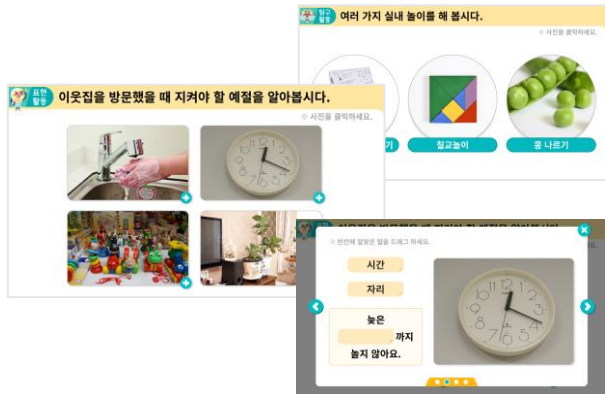 탐구
활동
여러 가지 실내 놀이를 해 봅시다.
※ 사진을 클릭하세요.
기
칠교놀이
콩 나르기
표현
활동
이웃집을 방문했을 때 지켜야 할 예절을 알아봅시다.
※ 사진을 클릭하세요.
※ 빈칸에 알맞은 말을 드래그 하세요.
시간
자리
늦은
까지
놀지 않아요.